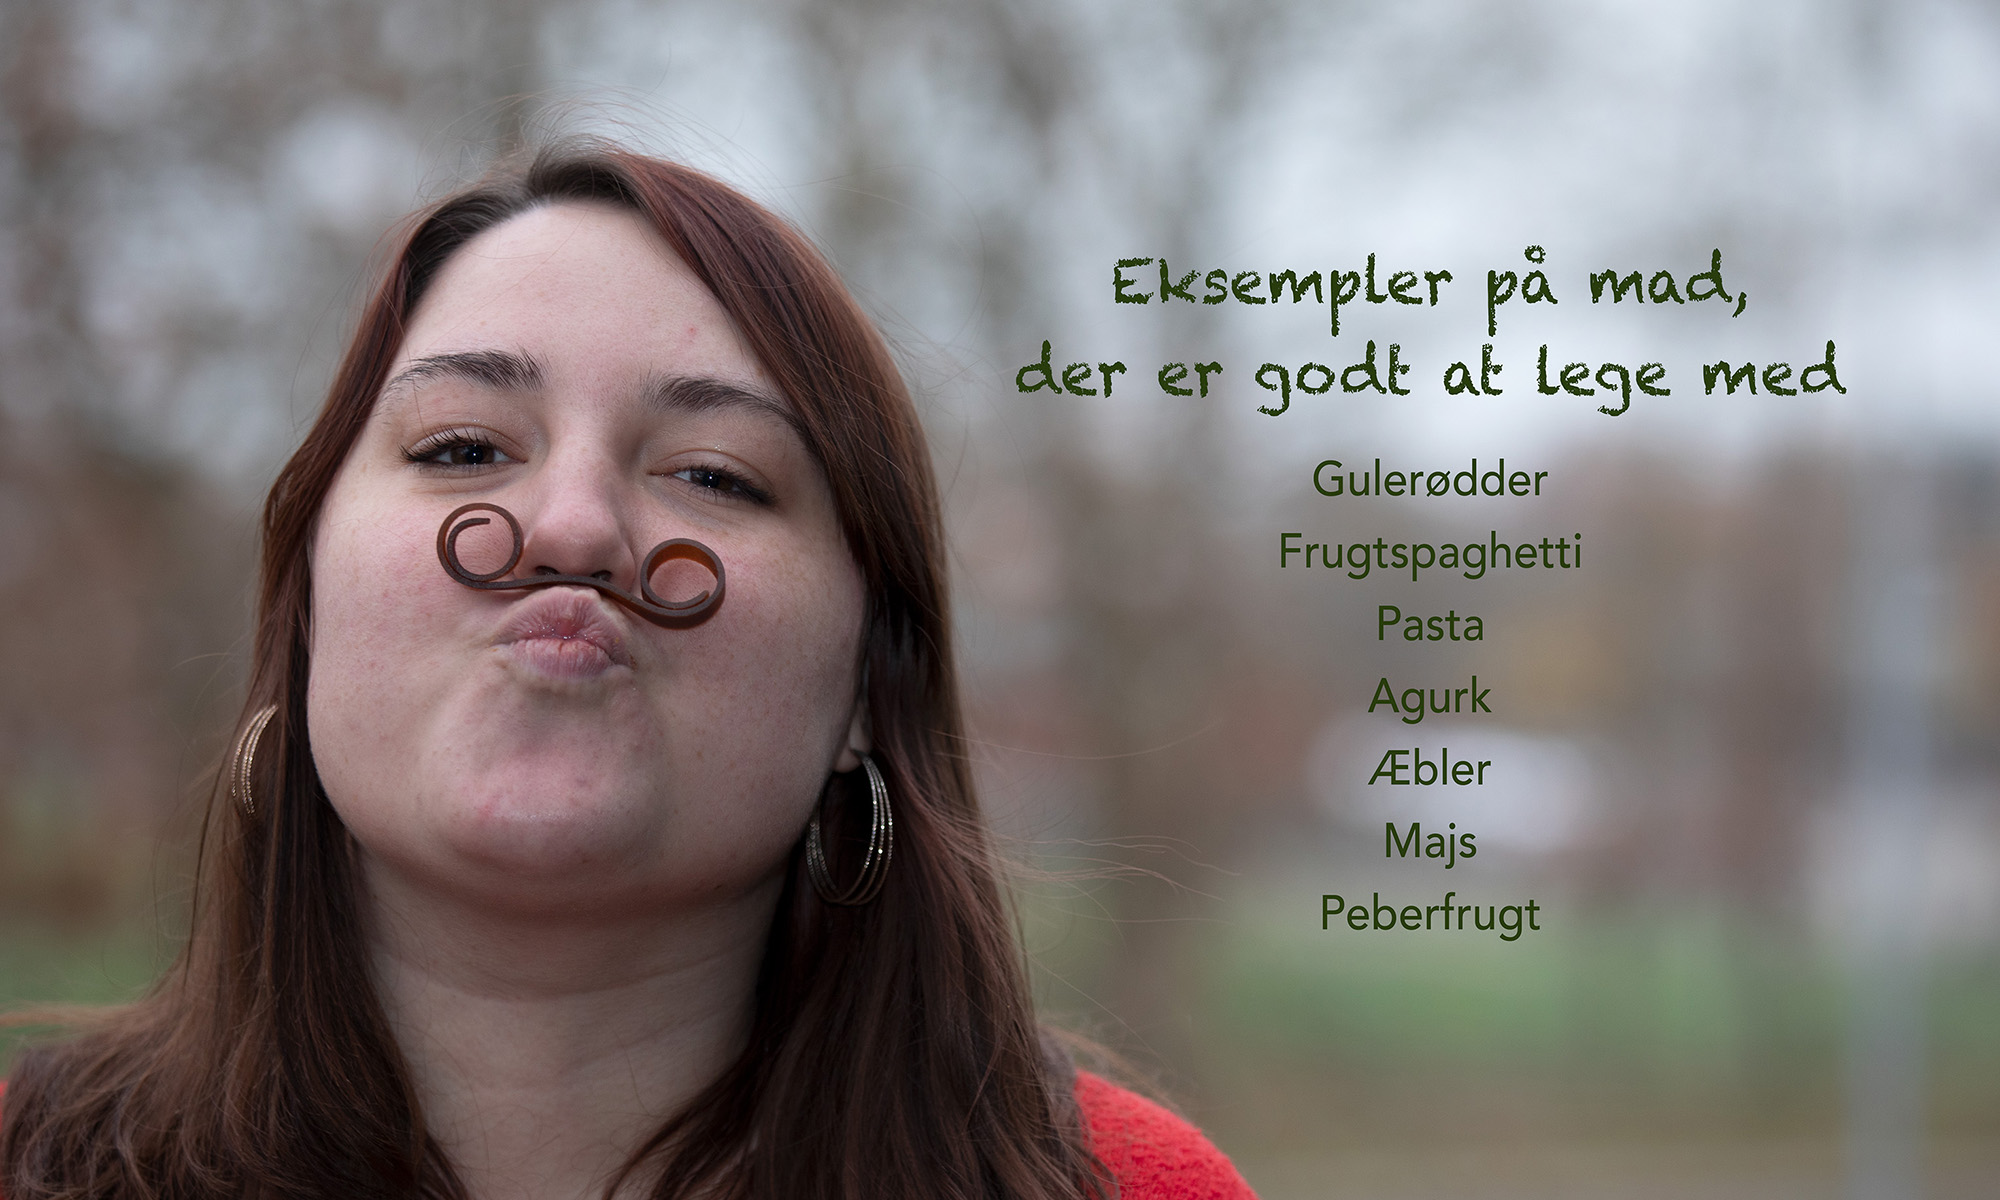 Eksempler på mad,
der er godt at lege med
Gulerødder
Frugtspaghetti
Pasta
Agurk
Æbler
Majs
Peberfrugt